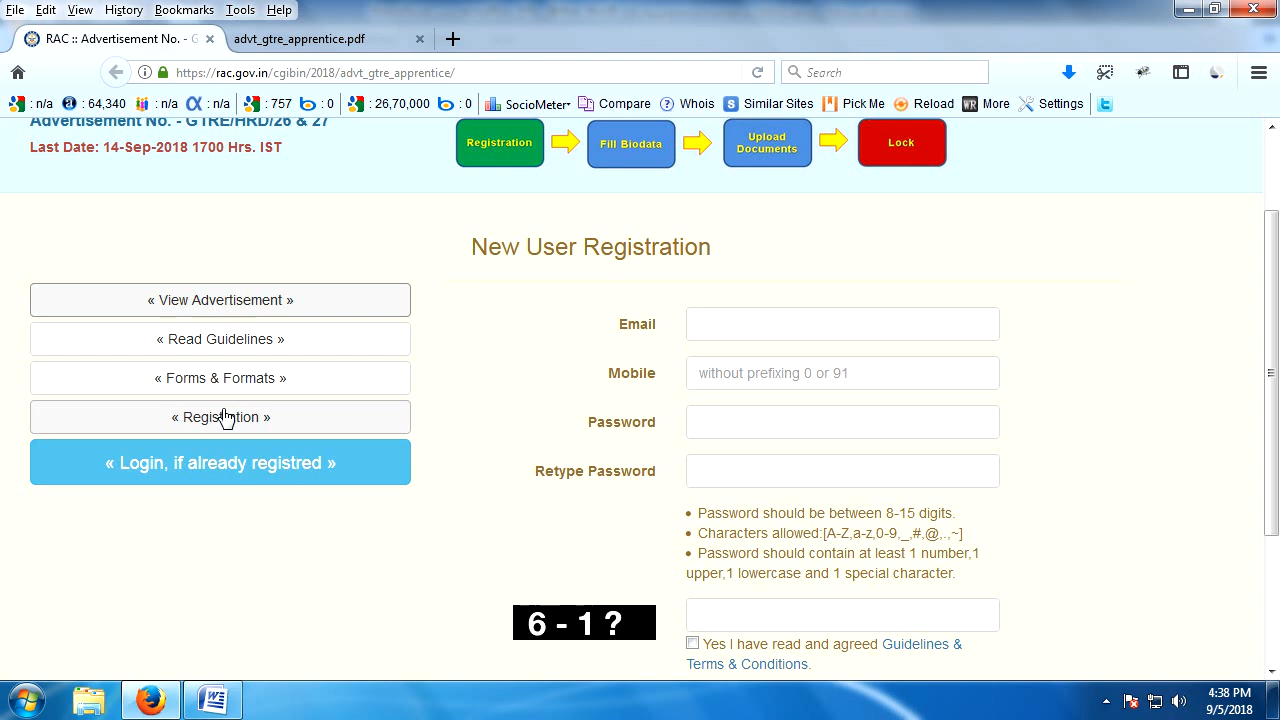 File Edit View History Bookmarks Tools Help
RAC :: Advertisement No. - G
advt_gtre_apprentice.pdf
https://rac.gov.in/cgibin/2018/advt_gtre_apprentice/
Search
: n/a : 64,340 : n/a : n/a : 757 : 0 : 26,70,000 : 0 SocioMeter Compare Whois Similar Sites Pick Me Reload WR More Settings
Advertisement No. - GTRE/HRD/26 & 27
Last Date: 14-Sep-2018 1700 Hrs. IST
Registration
Fill Biodata
Upload
Documents
Lock
New User Registration
« View Advertisement »
« Read Guidelines »
« Forms & Formats »
« Registration »
« Login, if already registred »
Email
Mobile without prefixing 0 or 91
Password
Retype Password
• Password should be between 8-15 digits.
• Characters allowed:[A-Z,a-z,0-9,_,#,@,.,~]
• Password should contain at least 1 number,1
upper,1 lowercase and 1 special character.
6 - 1 ?
Yes I have read and agreed Guidelines &
Terms & Conditions.
4:38 PM
9/5/2018